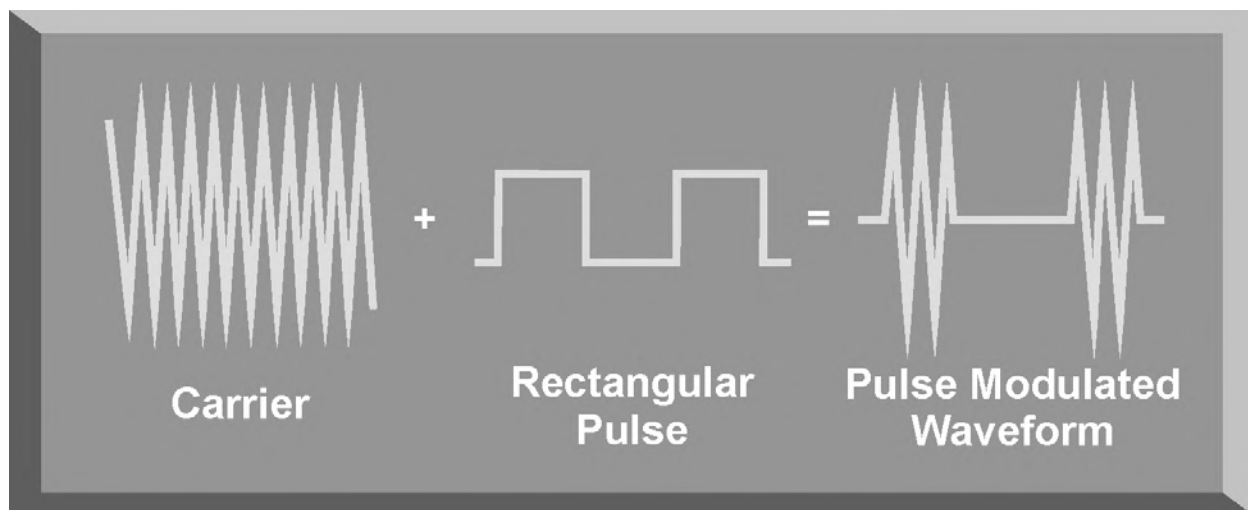 +
=
Carrier
Rectangular
Pulse
Pulse Modulated
Waveform